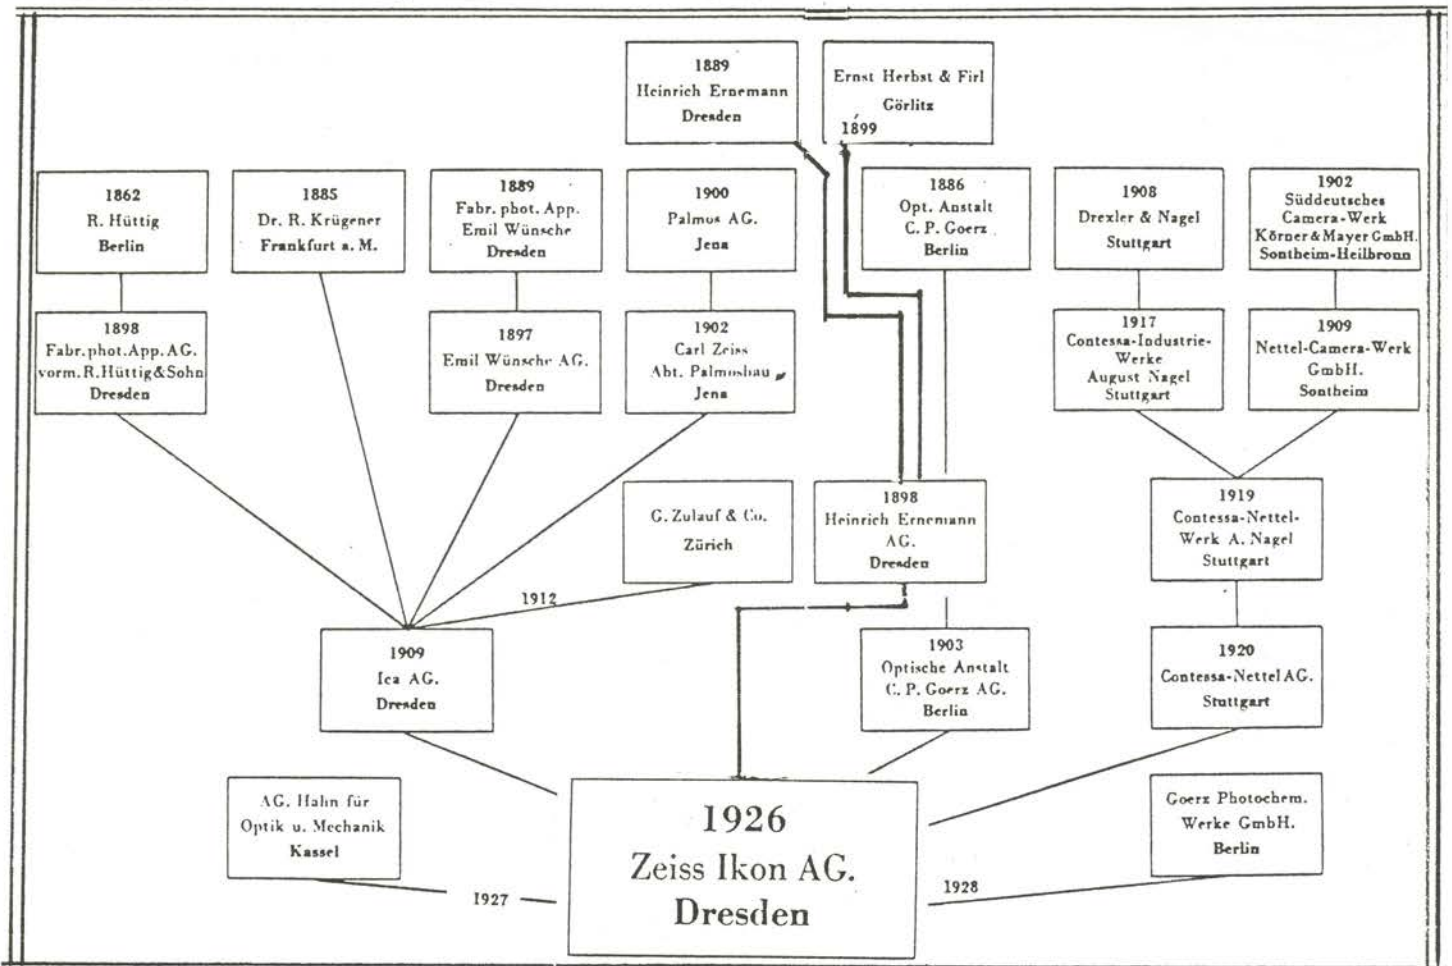 1889
Heinrich Ernemann
Dresden
Ernst Herbst & Firl
Görlitz
1899
1862
R. Hüttig
Berlin
1885
Dr. R. Krügener
Frankfurt a. M.
1889
Fabr. phot. App.
Emil Wünsche
Dresden
1900
Palmos AG.
Jena
1886
Opt. Anstalt
C. P. Goerz
Berlin
1908
Drexler & Nagel
Stuttgart
1902
Süddeutsches
Camera-Werk
Körner & Mayer GmbH.
Sontheim-Heilbronn
1898
Fabr. phot. App. AG.
vorm. R. Hüttig & Sohn
Dresden
1897
Emil Wünsche AG.
Dresden
1902
Carl Zeiss
Abt. Palmosbau
Jena
1917
Contessa-Industrie-
Werke
August Nagel
Stuttgart
1909
Nettel-Camera-Werk
GmbH.
Sontheim
G. Zulauf & Co.
Zürich
1898
Heinrich Ernemann
AG.
Dresden
1919
Contessa-Nettel-
Werk A. Nagel
Stuttgart
1912
1909
Ica AG.
Dresden
1903
Optische Anstalt
C. P. Goerz AG.
Berlin
1920
Contessa-Nettel AG.
Stuttgart
AG. Hahn für
Optik u. Mechanik
Kassel
1926
Zeiss Ikon AG.
Dresden
Goerz Photochem.
Werke GmbH.
Berlin
1927
1928